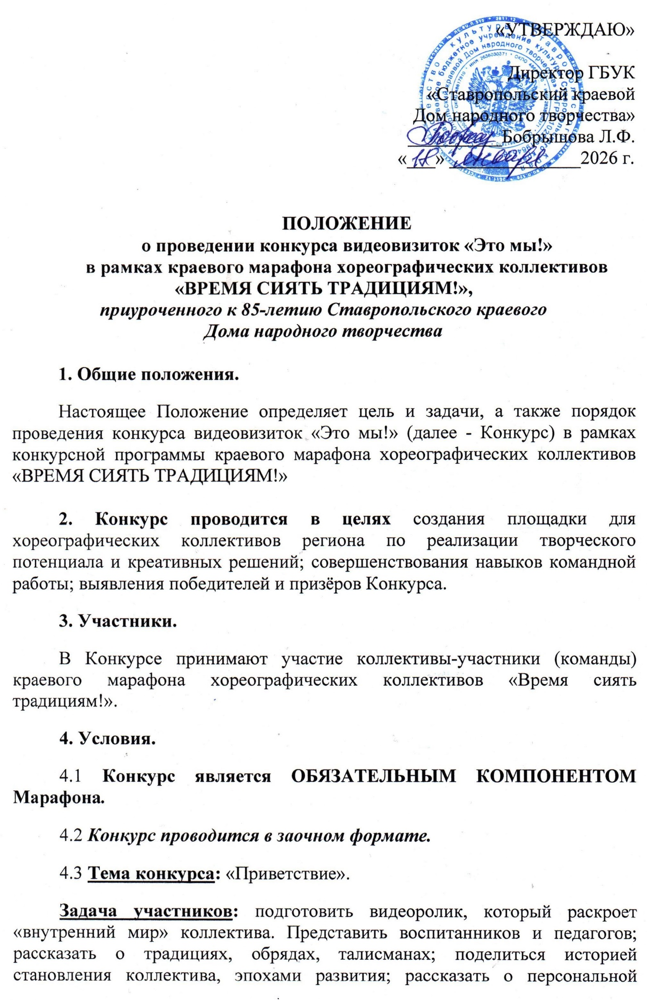 «УТВЕРЖДАЮ»
Директор ГБУК
«Ставропольский краевой
Дом народного творчества»
Бобрышова Л.Ф.
«» января 2026 г.
ПОЛОЖЕНИЕ
о проведении конкурса видеовизиток «Это мы!»
в рамках краевого марафона хореографических коллективов
«ВРЕМЯ СИЯТЬ ТРАДИЦИЯМ!»,
приуроченного к 85-летию Ставропольского краевого
Дома народного творчества
1. Общие положения.
Настоящее Положение определяет цель и задачи, а также порядок
проведения конкурса видеовизиток «Это мы!» (далее - Конкурс) в рамках
конкурсной программы краевого марафона хореографических коллективов
«ВРЕМЯ СИЯТЬ ТРАДИЦИЯМ!»
2. Конкурс проводится в целях создания площадки для
хореографических коллективов региона по реализации творческого
потенциала и креативных решений; совершенствования навыков командной
работы; выявления победителей и призёров Конкурса.
3. Участники.
В Конкурсе принимают участие коллективы-участники (команды)
краевого марафона хореографических коллективов «Время сиять
традициям!».
4. Условия.
4.1 Конкурс является ОБЯЗАТЕЛЬНЫМ КОМПОНЕНТОМ
Марафона.
4.2 Конкурс проводится в заочном формате.
4.3 Тема конкурса: «Приветствие».
Задача участников: подготовить видеоролик, который раскроет
«внутренний мир» коллектива. Представить воспитанников и педагогов;
рассказать о традициях, обрядах, талисманах; поделиться историей
становления коллектива, эпохами развития; рассказать о персональной